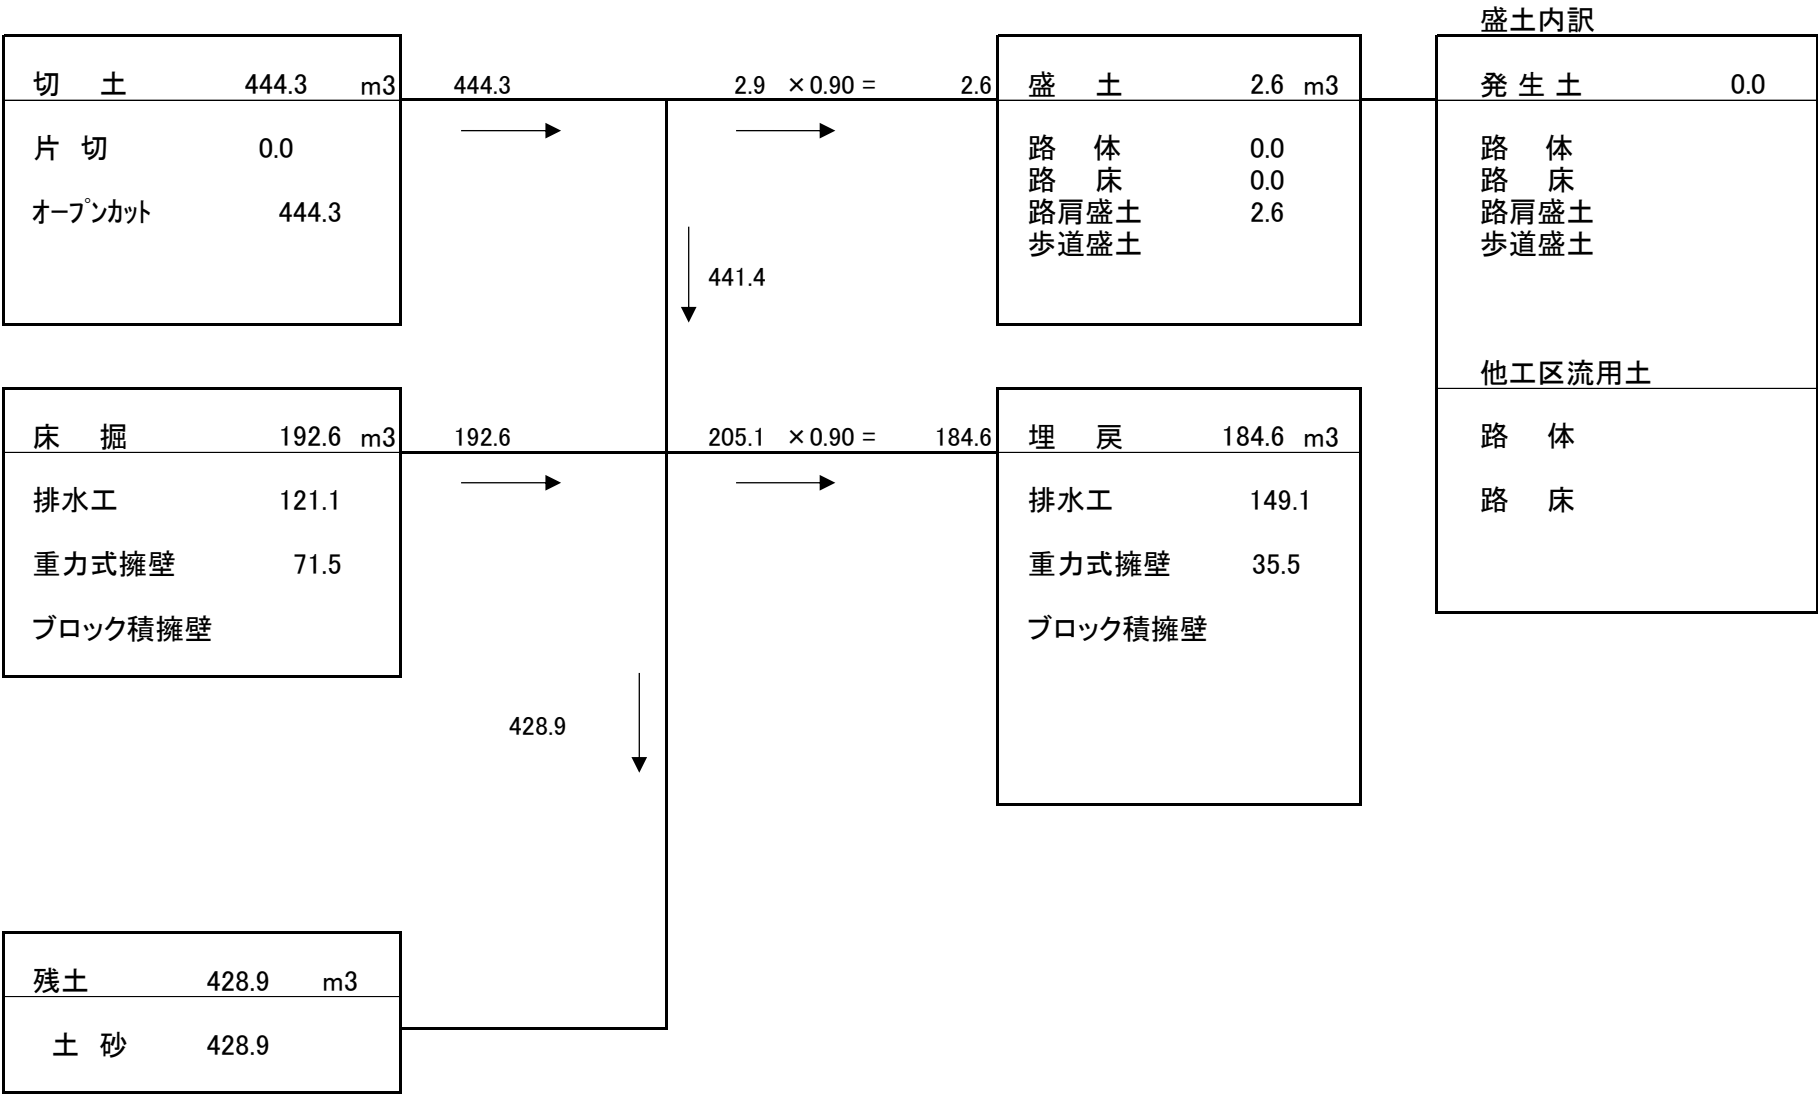 盛土内訳
切 土 444.3 m3 444.3 2.9 ×0.90 = 2.6 盛 土 2.6 m3 発 生 土 0.0
片 切 0.0 路 体 0.0 路 体
路 床 0.0 路 床
オープンカット 444.3 路肩盛土 2.6 路肩盛土
歩道盛土 歩道盛土
441.4
他工区流用土
床 掘 192.6 m3 192.6 205.1 ×0.90 = 184.6 埋 戻 184.6 m3 路 体
排水工 121.1 排水工 149.1 路 床
重力式擁壁 71.5 重力式擁壁 35.5
ブロック積擁壁 ブロック積擁壁
428.9
残土 428.9 m3
土 砂 428.9